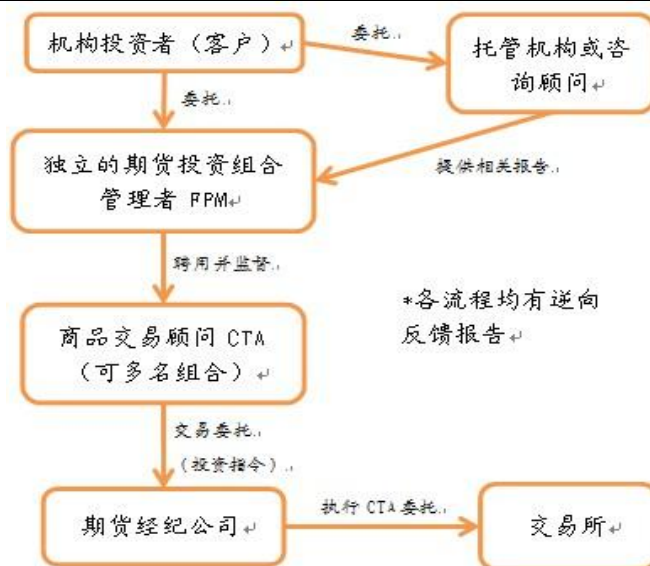 机构投资者（客户）
委托
托管机构或咨
询顾问
委托
独立的期货投资组合
管理者 FPM
提供相关报告
聘用并监督
*各流程均有逆向
反馈报告
商品交易顾问 CTA
（可多名组合）
交易委托
（投资指令）
期货经纪公司
执行 CTA 委托
交易所